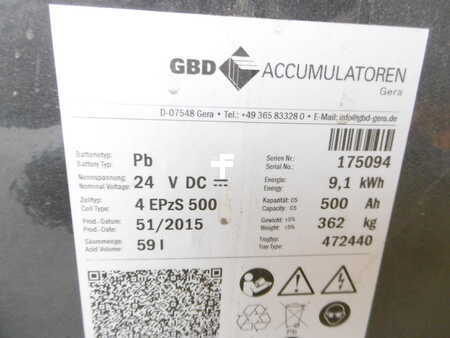 GBD ACCUMULATOREN
Gera
D-07548 Gera • Tel.: +49 365 83328 0 • E-Mail: info@gbd-gera.de
Batterietyp: Pb Serien Nr: 175094
Battery Typ: Serial No.:
Nennspannung: 24 V DC Energie: 9,1 kWh
Nominal Voltage: Energy:
Zelltyp: 4 EPzS 500 Kapazität: C5 500 Ah
Cell Type: Capacity: C5
Prod.-Datum: 51/2015 Gewicht: ±5% 362 kg
Prod.-Date: Weight: ±5%
Säuremenge: 59 l Trogtyp: 472440
Acid Volume: Tray Type:
Pb